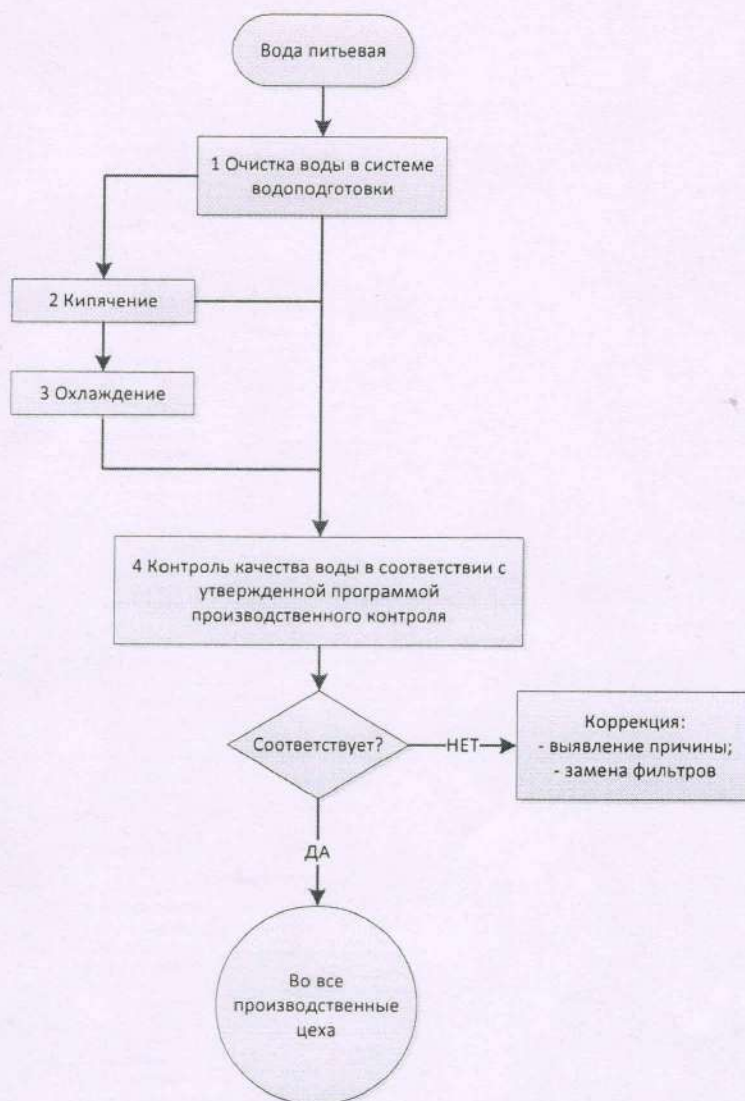 Вода питьевая
1 Очистка воды в системе
водоподготовки
2 Кипячение
3 Охлаждение
4 Контроль качества воды в соответствии с
утвержденной программой
производственного контроля
Соответствует?
НЕТ
Коррекция:
- выявление причины;
- замена фильтров
ДА
Во все
производственные
цеха